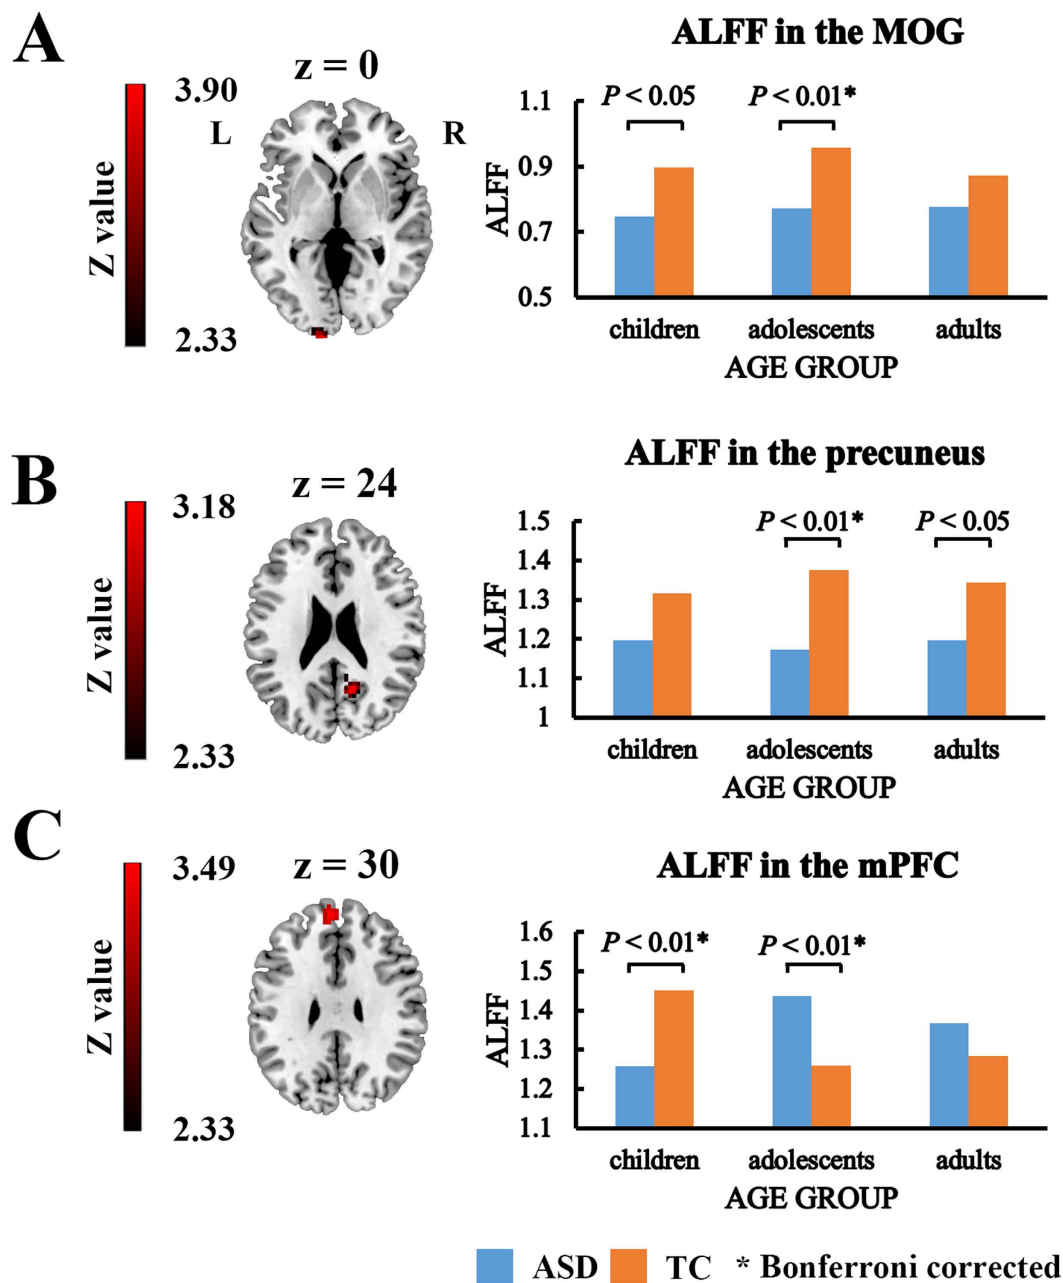 A
ALFF in the MOG
z = 0
3.90
L
R
Z value
2.33
P < 0.05
P < 0.01*
1.1
0.9
0.7
0.5
ALFF
children
adolescents
adults
AGE GROUP
B
ALFF in the precuneus
z = 24
3.18
Z value
2.33
P < 0.01*
P < 0.05
1.5
1.4
1.3
1.2
1.1
1
ALFF
children
adolescents
adults
AGE GROUP
C
ALFF in the mPFC
z = 30
3.49
Z value
2.33
P < 0.01*
P < 0.01*
1.6
1.5
1.4
1.3
1.2
1.1
ALFF
children
adolescents
adults
AGE GROUP
ASD
TC
* Bonferroni corrected